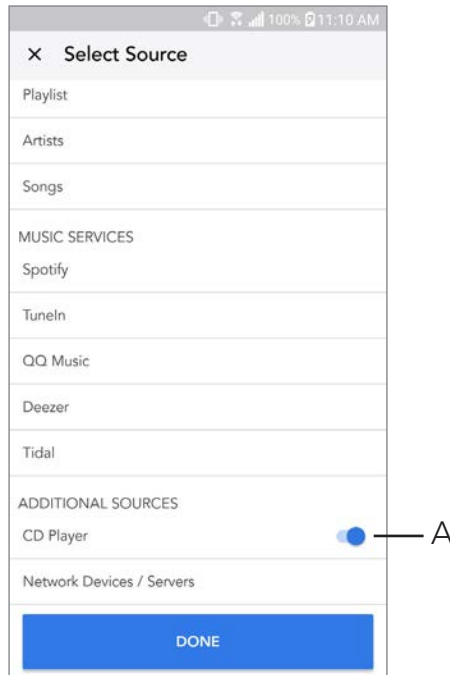 100% 11:10 AM
× Select Source
Playlist
Artists
Songs
MUSIC SERVICES
Spotify
TuneIn
QQ Music
Deezer
Tidal
ADDITIONAL SOURCES
CD Player
A
Network Devices / Servers
DONE